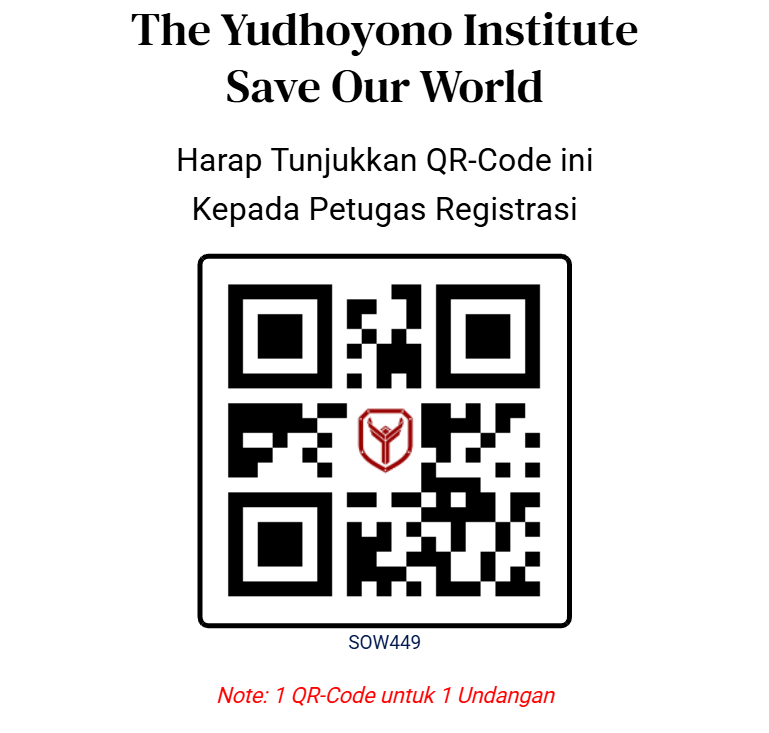 The Yudhoyono Institute
Save Our World
Harap Tunjukkan QR-Code ini
Kepada Petugas Registrasi
SOW449
Note: 1 QR-Code untuk 1 Undangan